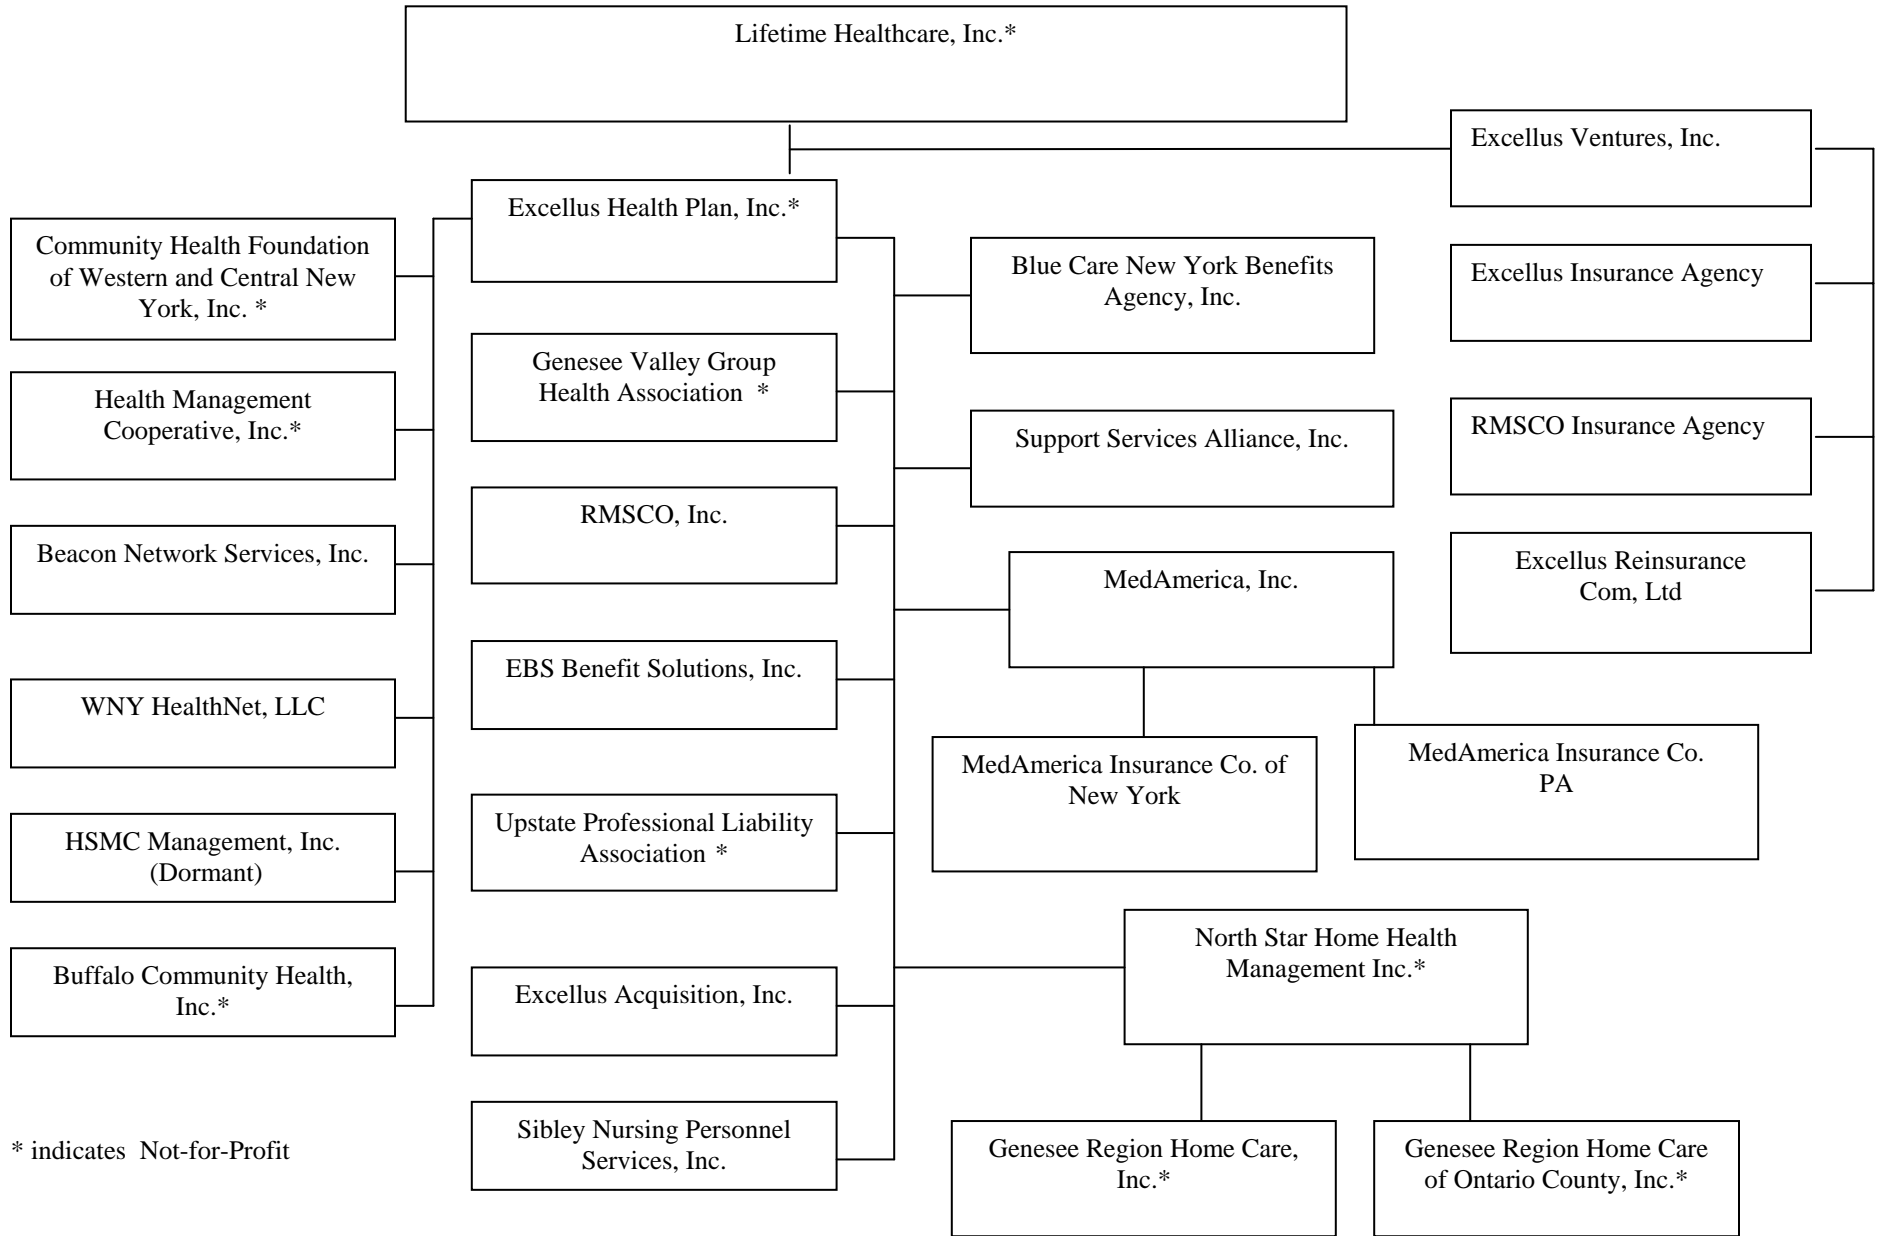 Lifetime Healthcare, Inc.*
Excellus Ventures, Inc.
Excellus Health Plan, Inc.*
Community Health Foundation
of Western and Central New
York, Inc. *
Blue Care New York Benefits
Agency, Inc.
Excellus Insurance Agency
Genesee Valley Group
Health Association *
Health Management
Cooperative, Inc.*
Support Services Alliance, Inc.
RMSCO Insurance Agency
RMSCO, Inc.
Beacon Network Services, Inc.
MedAmerica, Inc.
Excellus Reinsurance
Com, Ltd
EBS Benefit Solutions, Inc.
WNY HealthNet, LLC
MedAmerica Insurance Co. of
New York
MedAmerica Insurance Co.
PA
Upstate Professional Liability
Association *
HSMC Management, Inc.
(Dormant)
North Star Home Health
Management Inc.*
Buffalo Community Health,
Inc.*
Excellus Acquisition, Inc.
Sibley Nursing Personnel
Services, Inc.
Genesee Region Home Care,
Inc.*
Genesee Region Home Care
of Ontario County, Inc.*
* indicates Not-for-Profit